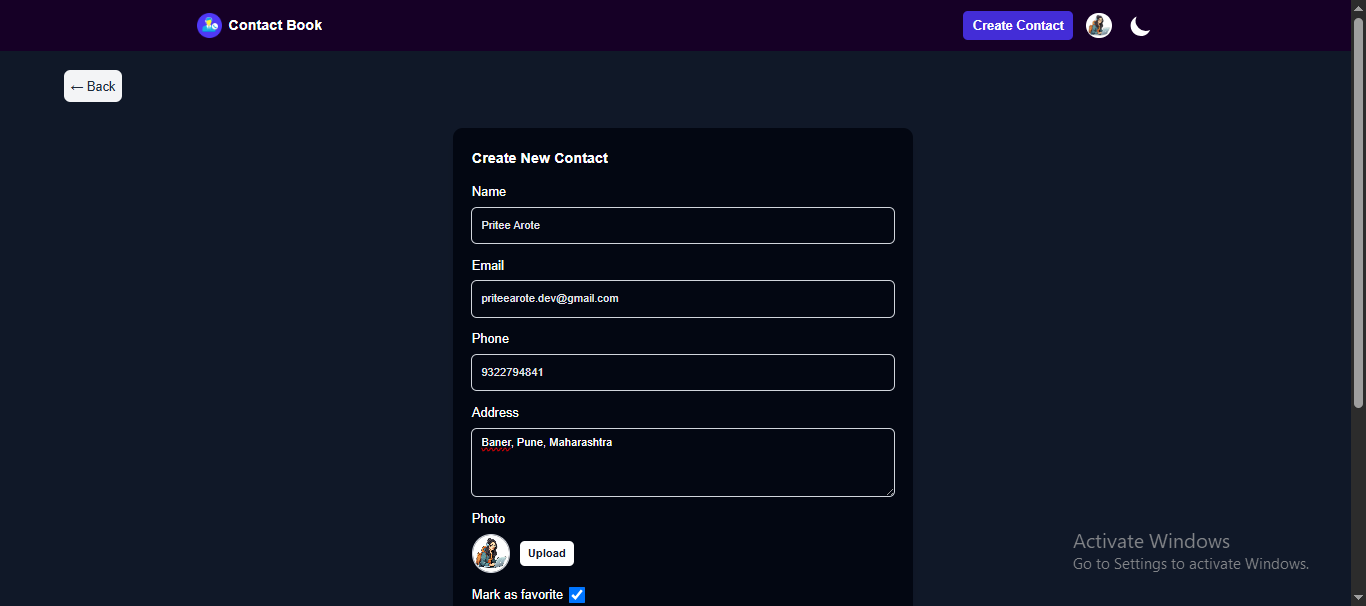 Contact Book
Create Contact
← Back
Create New Contact
Name
Pritee Arote
Email
priteearote.dev@gmail.com
Phone
9322794841
Address
Baner, Pune, Maharashtra
Photo
Upload
Mark as favorite
Activate Windows
Go to Settings to activate Windows.